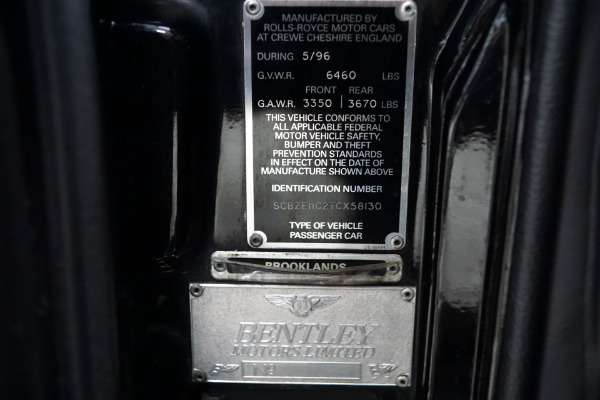 MANUFACTURED BY
ROLLS-ROYCE MOTOR CARS
AT CREWE CHESHIRE ENGLAND
DURING 5/96
G.V.W.R. 6460 LBS
FRONT REAR
G.A.W.R. 3350 3670 LBS
THIS VEHICLE CONFORMS TO
ALL APPLICABLE FEDERAL
MOTOR VEHICLE SAFETY,
BUMPER AND THEFT
PREVENTION STANDARDS
IN EFFECT ON THE DATE OF
MANUFACTURE SHOWN ABOVE
IDENTIFICATION NUMBER
TYPE OF VEHICLE
PASSENGER CAR
BROOKLANDS
BENTLEY
MOTORS LIMITED